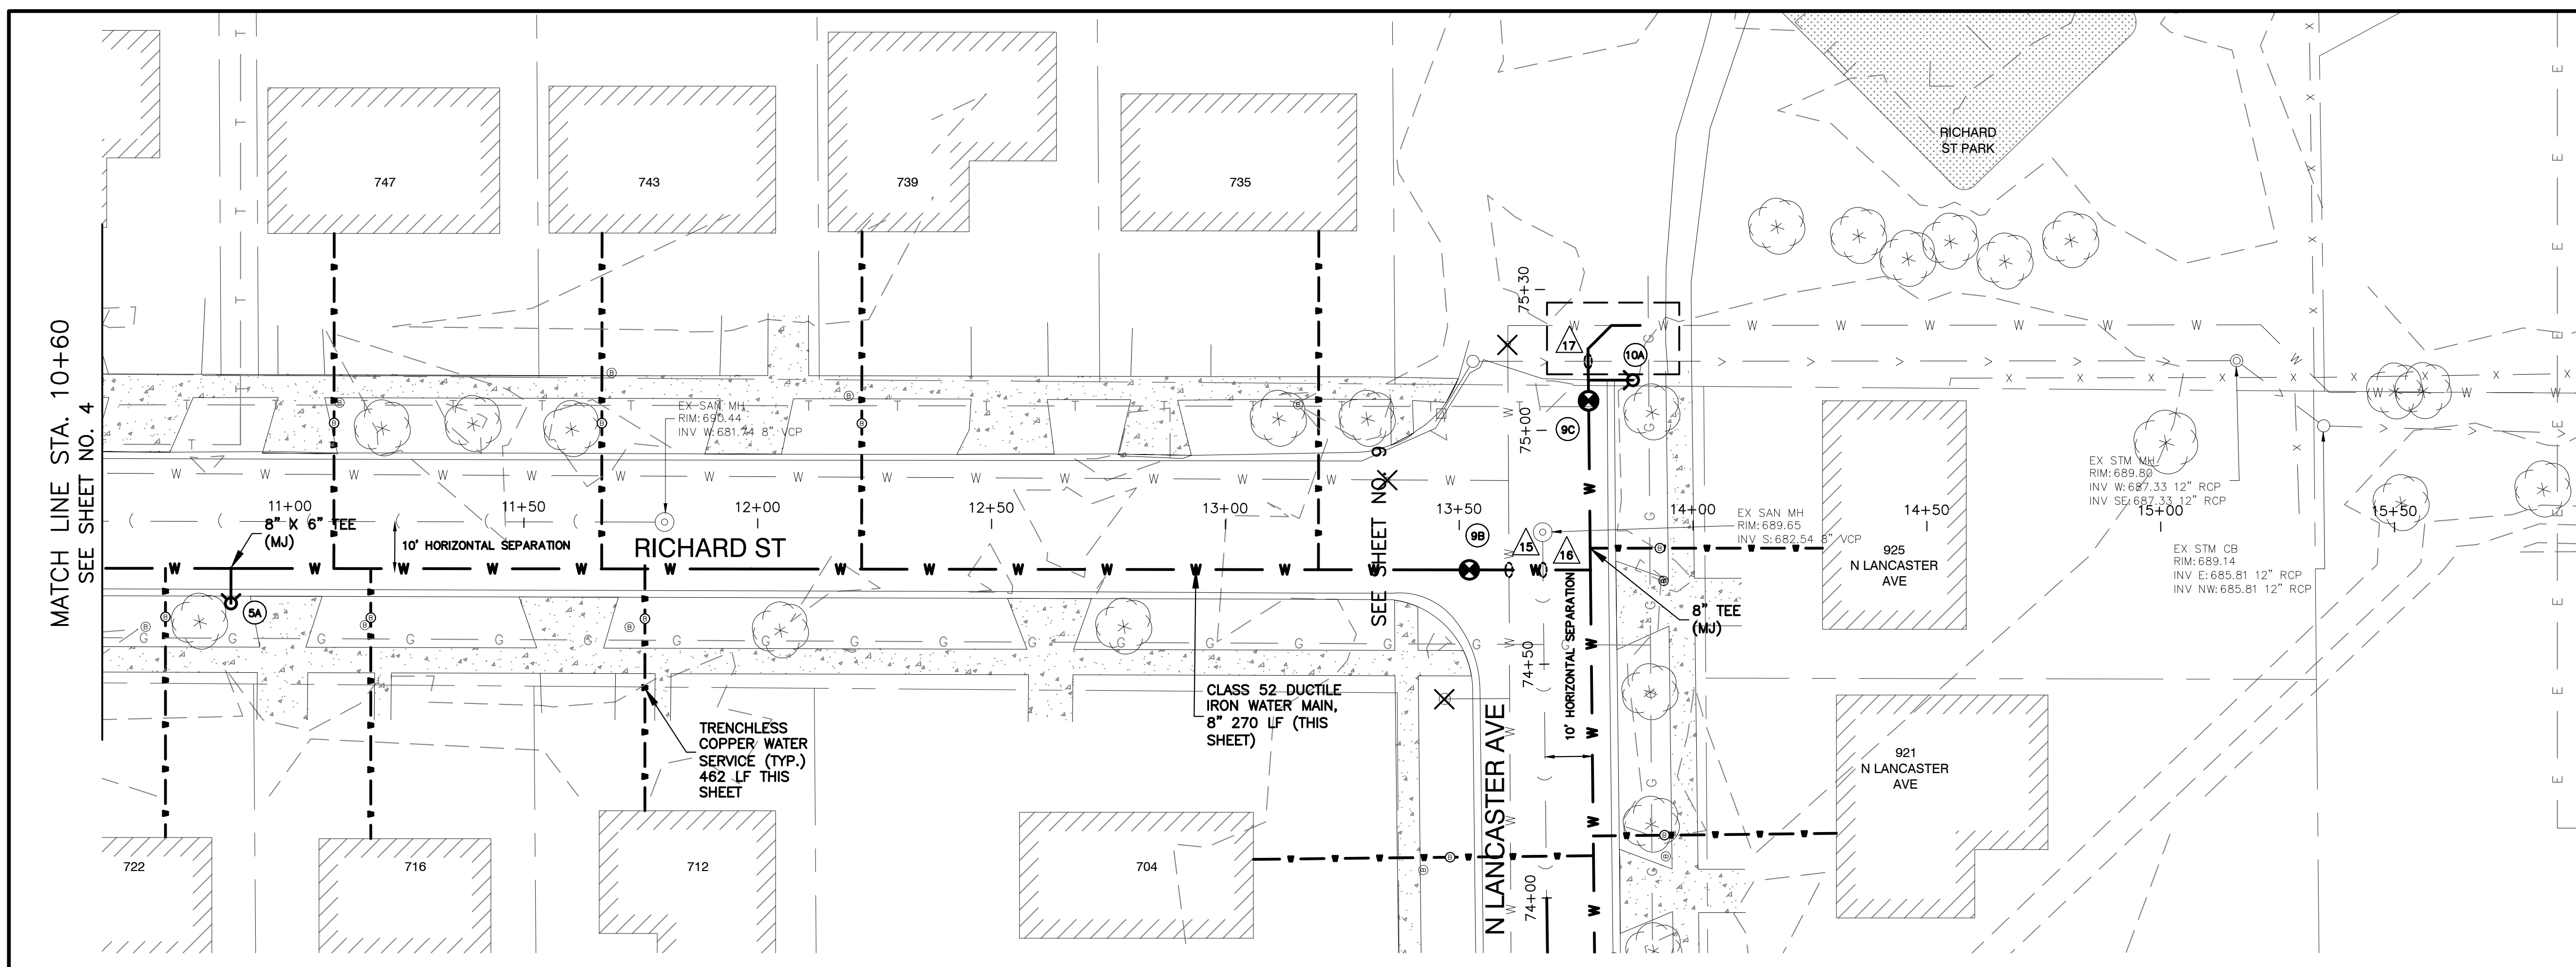 MATCH LINE STA. 10+60
SEE SHEET NO. 4
747
743
739
735
RICHARD
ST PARK
75+30
17
10A
EX SAN MH
RIM: 690.44
INV W: 681.74 8" VCP
75+00
9C
SEE SHEET NO. 9
EX STM MH
RIM: 689.80
INV W: 687.33 12" RCP
INV SE: 687.33 12" RCP
11+00
11+50
12+00
12+50
13+00
13+50
14+00
14+50
15+00
15+50
8" X 6" TEE
(MJ)
10' HORIZONTAL SEPARATION
RICHARD ST
9B
15
16
EX SAN MH
RIM: 689.65
INV S: 682.54 8" VCP
925
N LANCASTER
AVE
EX STM CB
RIM: 689.14
INV E: 685.81 12" RCP
INV NW: 685.81 12" RCP
5A
8" TEE
(MJ)
74+50
10' HORIZONTAL SEPARATION
CLASS 52 DUCTILE
IRON WATER MAIN,
8" 270 LF (THIS
SHEET)
TRENCHLESS
COPPER WATER
SERVICE (TYP.)
462 LF THIS
SHEET
N LANCASTER AVE
921
N LANCASTER
AVE
722
716
712
704
74+00